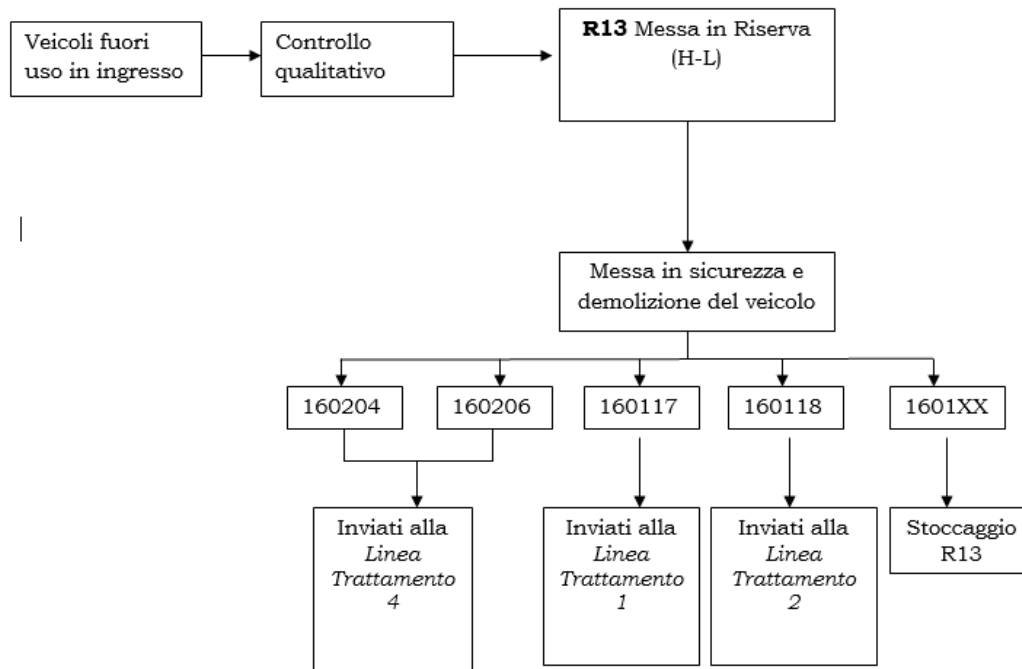 Veicoli fuori
uso in ingresso
Controllo
qualitativo
R13 Messa in Riserva
(H-L)
Messa in sicurezza e
demolizione del veicolo
160204
160206
160117
160118
1601XX
Inviati alla
Linea
Trattamento
4
Inviati alla
Linea
Trattamento
1
Inviati alla
Linea
Trattamento
2
Stoccaggio
R13